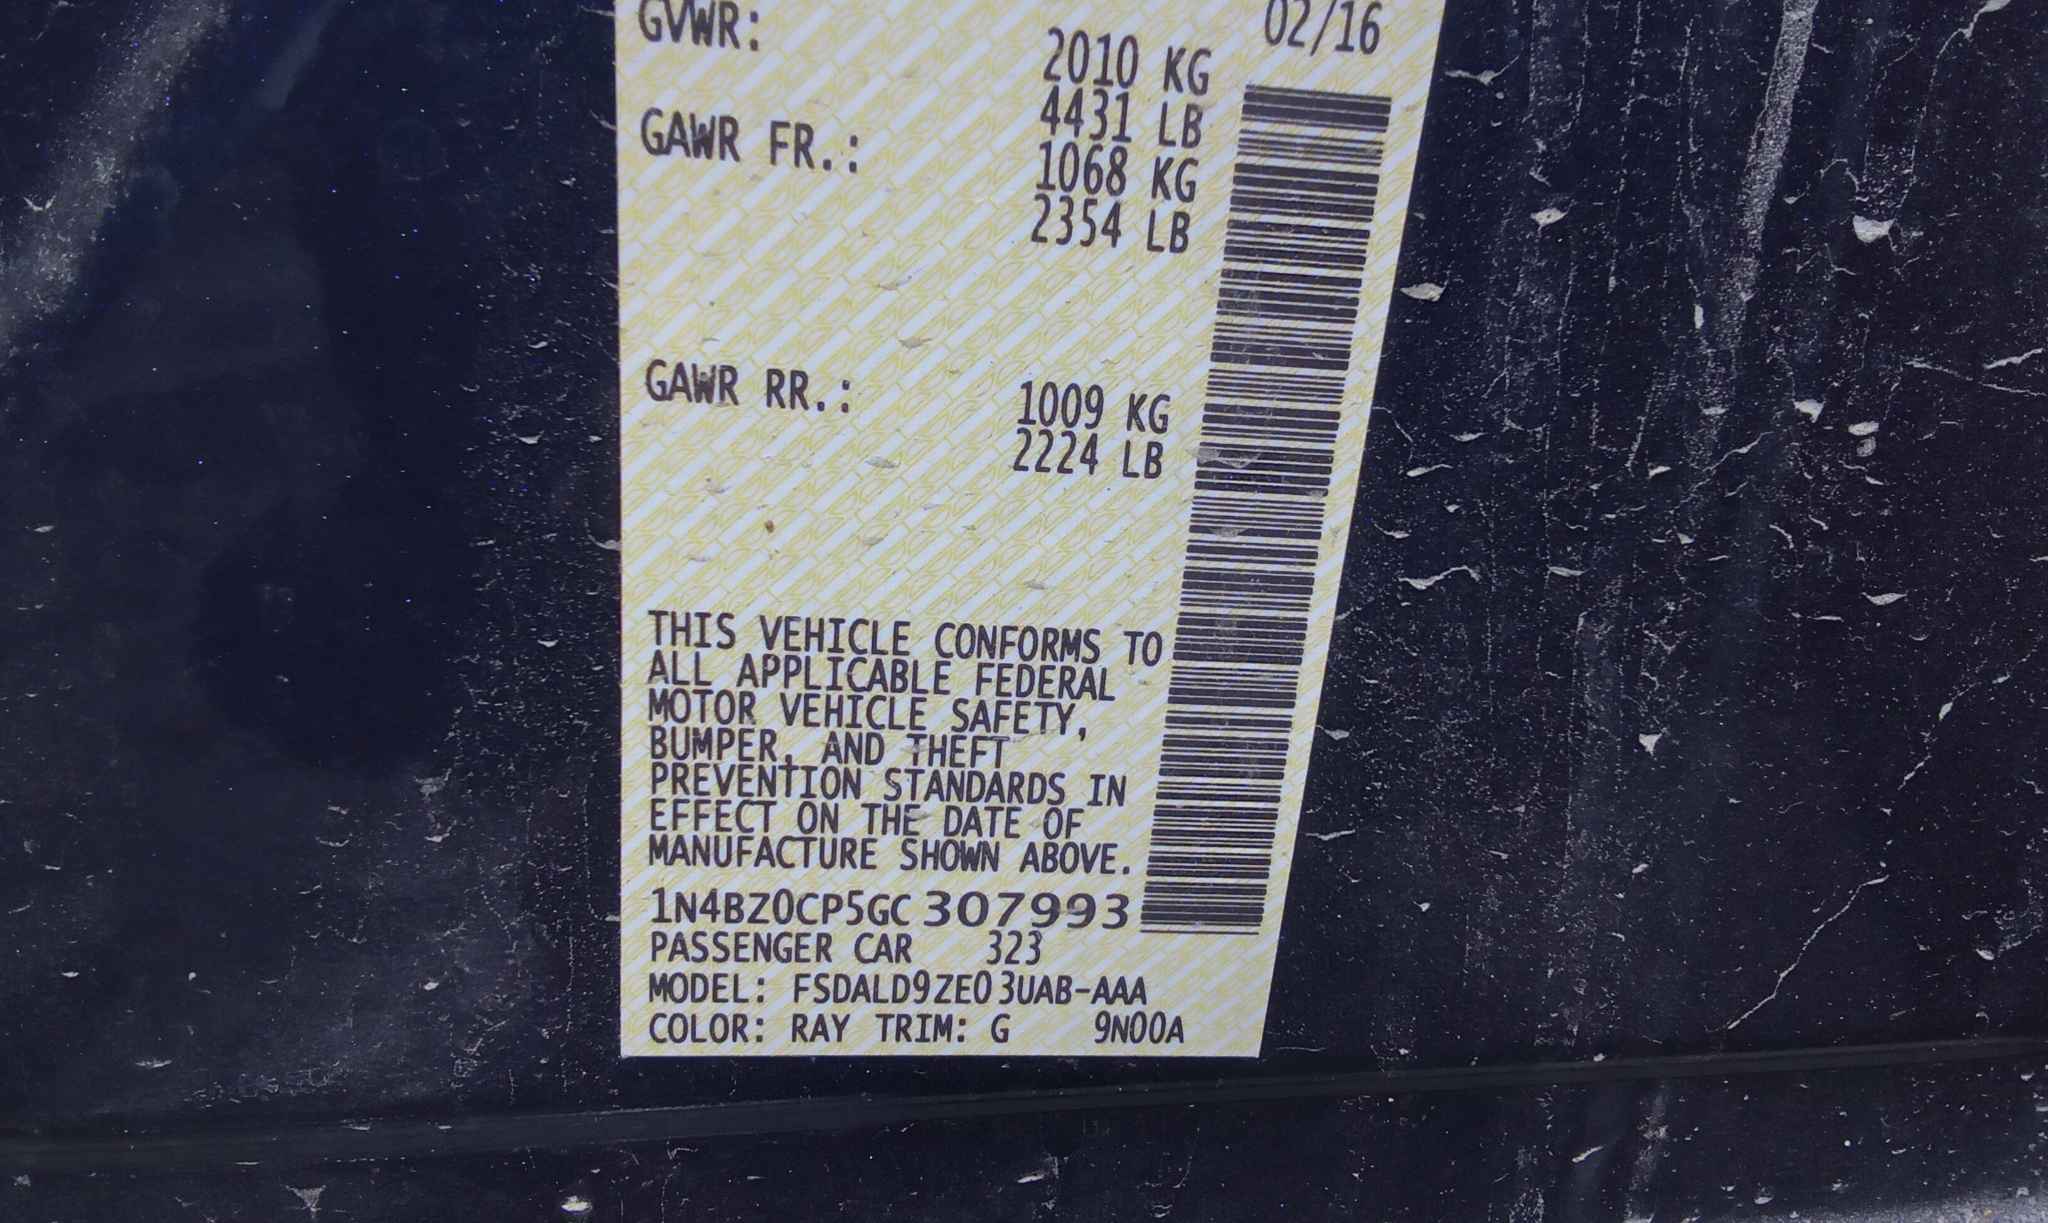 GVWR: 02/16
2010 KG
4431 LB
GAWR FR.: 1068 KG
2354 LB
GAWR RR.: 1009 KG
2224 LB
THIS VEHICLE CONFORMS TO
ALL APPLICABLE FEDERAL
MOTOR VEHICLE SAFETY,
BUMPER, AND THEFT
PREVENTION STANDARDS IN
EFFECT ON THE DATE OF
MANUFACTURE SHOWN ABOVE.
1N4BZ0CP5GC307993
PASSENGER CAR 323
MODEL: FSDALD9ZE03UAB-AAA
COLOR: RAY TRIM: G 9N00A